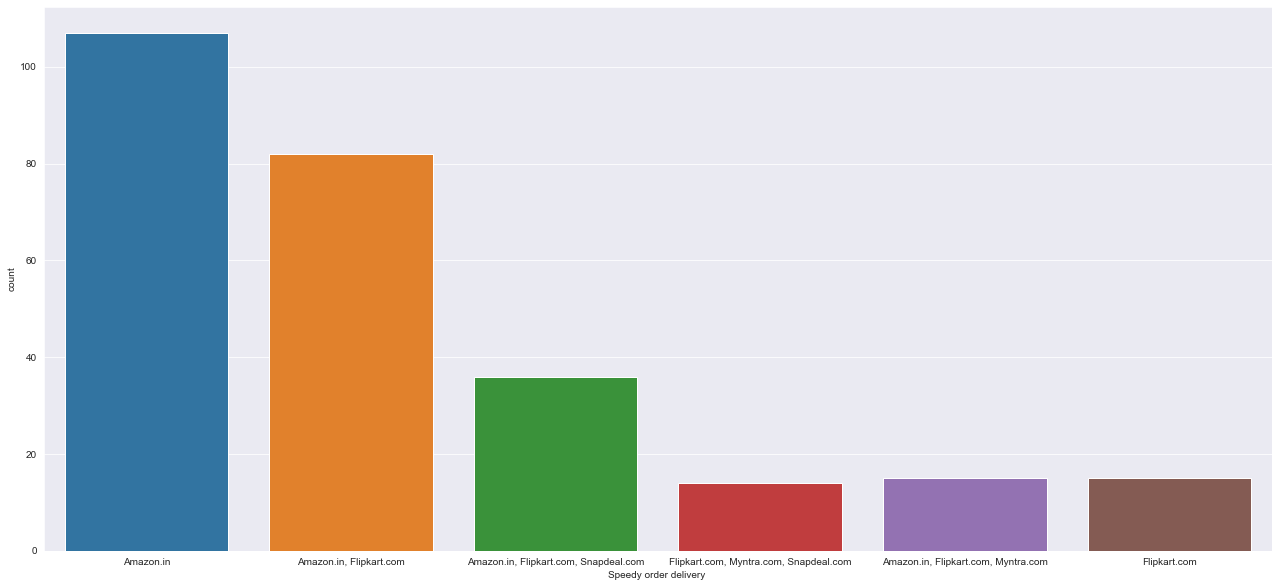 100
80
60
40
20
0
count
Amazon.in
Amazon.in, Flipkart.com
Amazon.in, Flipkart.com, Snapdeal.com
Flipkart.com, Myntra.com, Snapdeal.com
Amazon.in, Flipkart.com, Myntra.com
Flipkart.com
Speedy order delivery